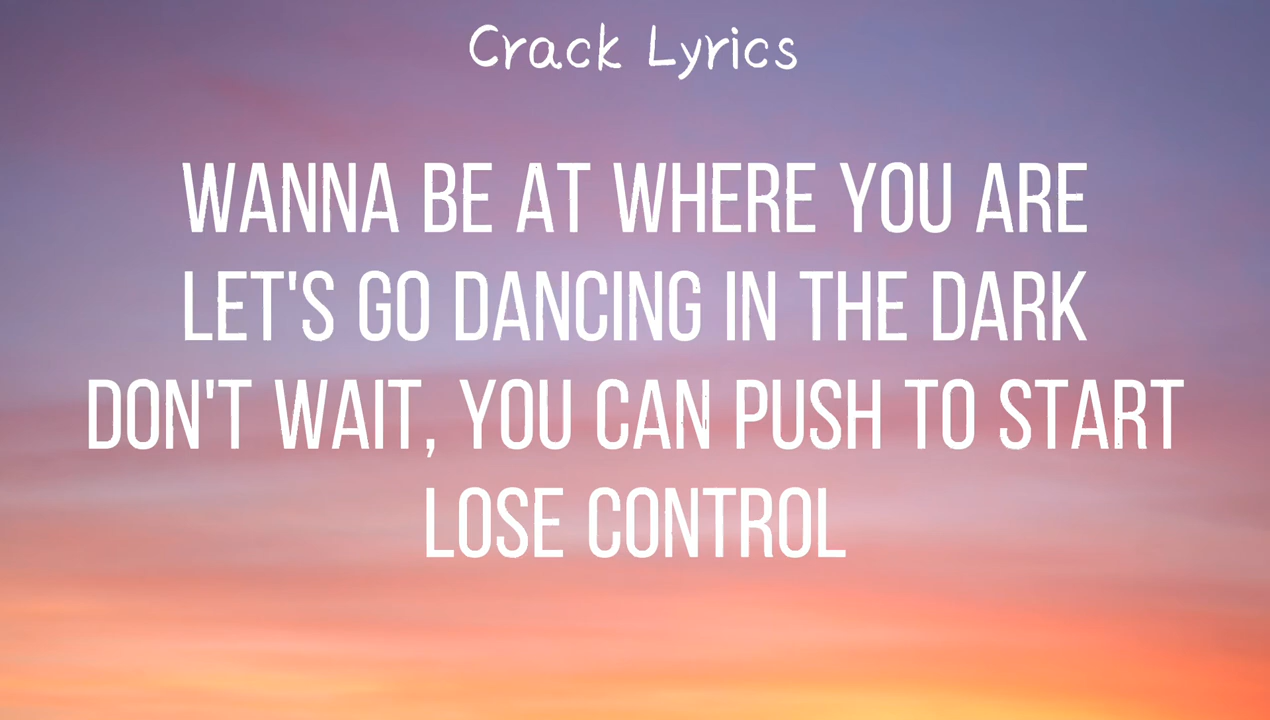 Crack Lyrics
WANNA BE AT WHERE YOU ARE
LET'S GO DANCING IN THE DARK
DON'T WAIT, YOU CAN PUSH TO START
LOSE CONTROL